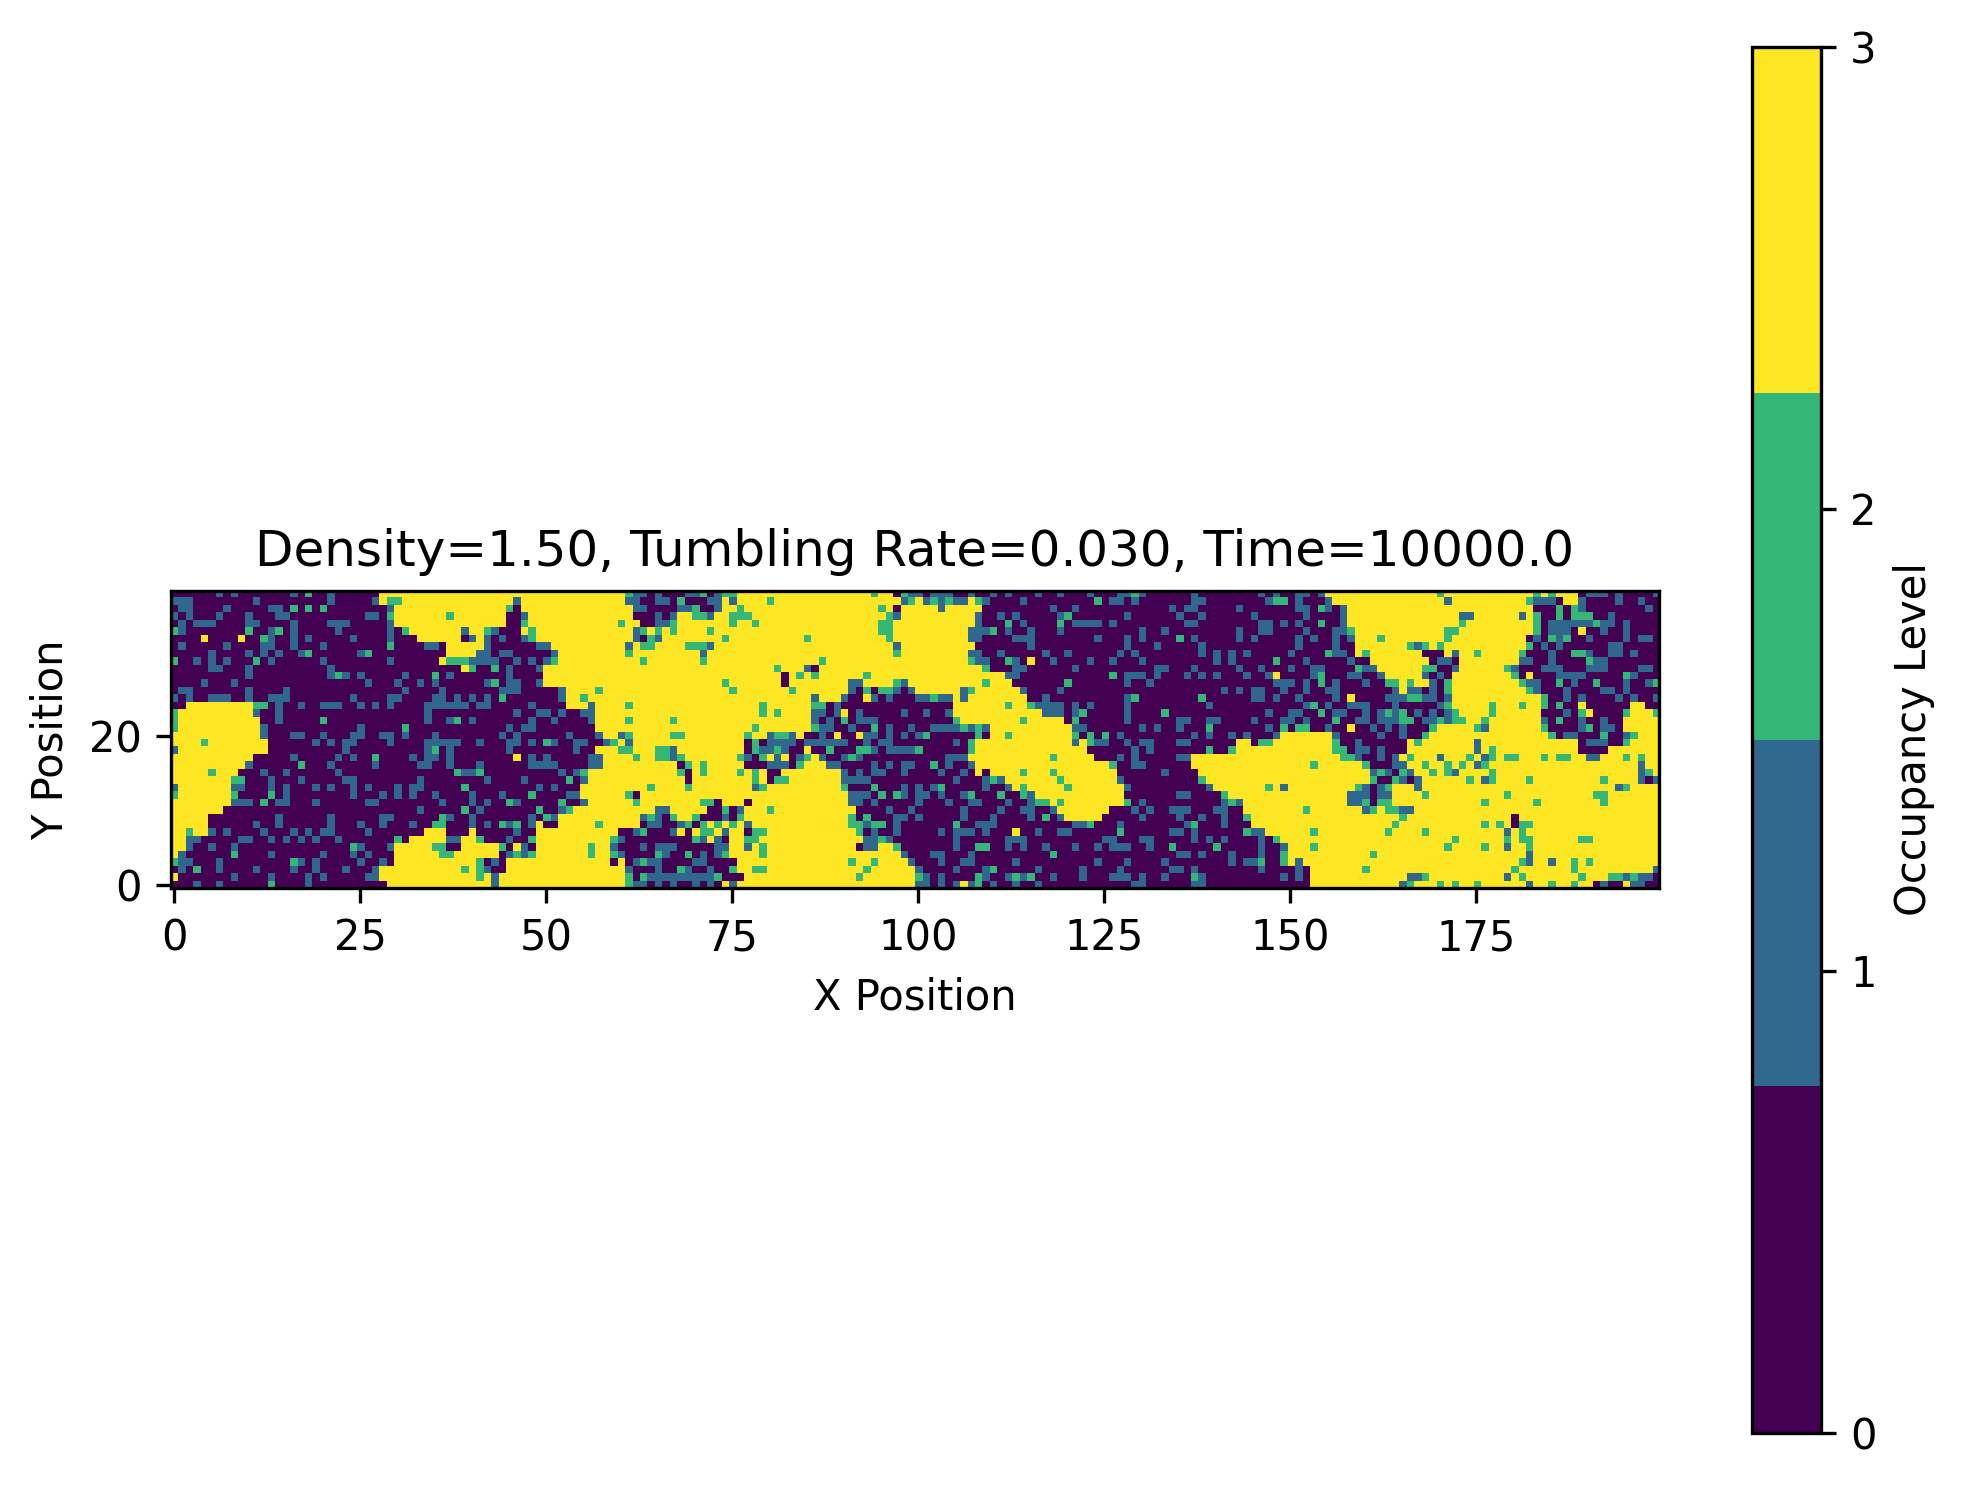 Density=1.50, Tumbling Rate=0.030, Time=10000.0
Y Position
20
0
0 25 50 75 100 125 150 175
X Position
3
2
1
0
Occupancy Level